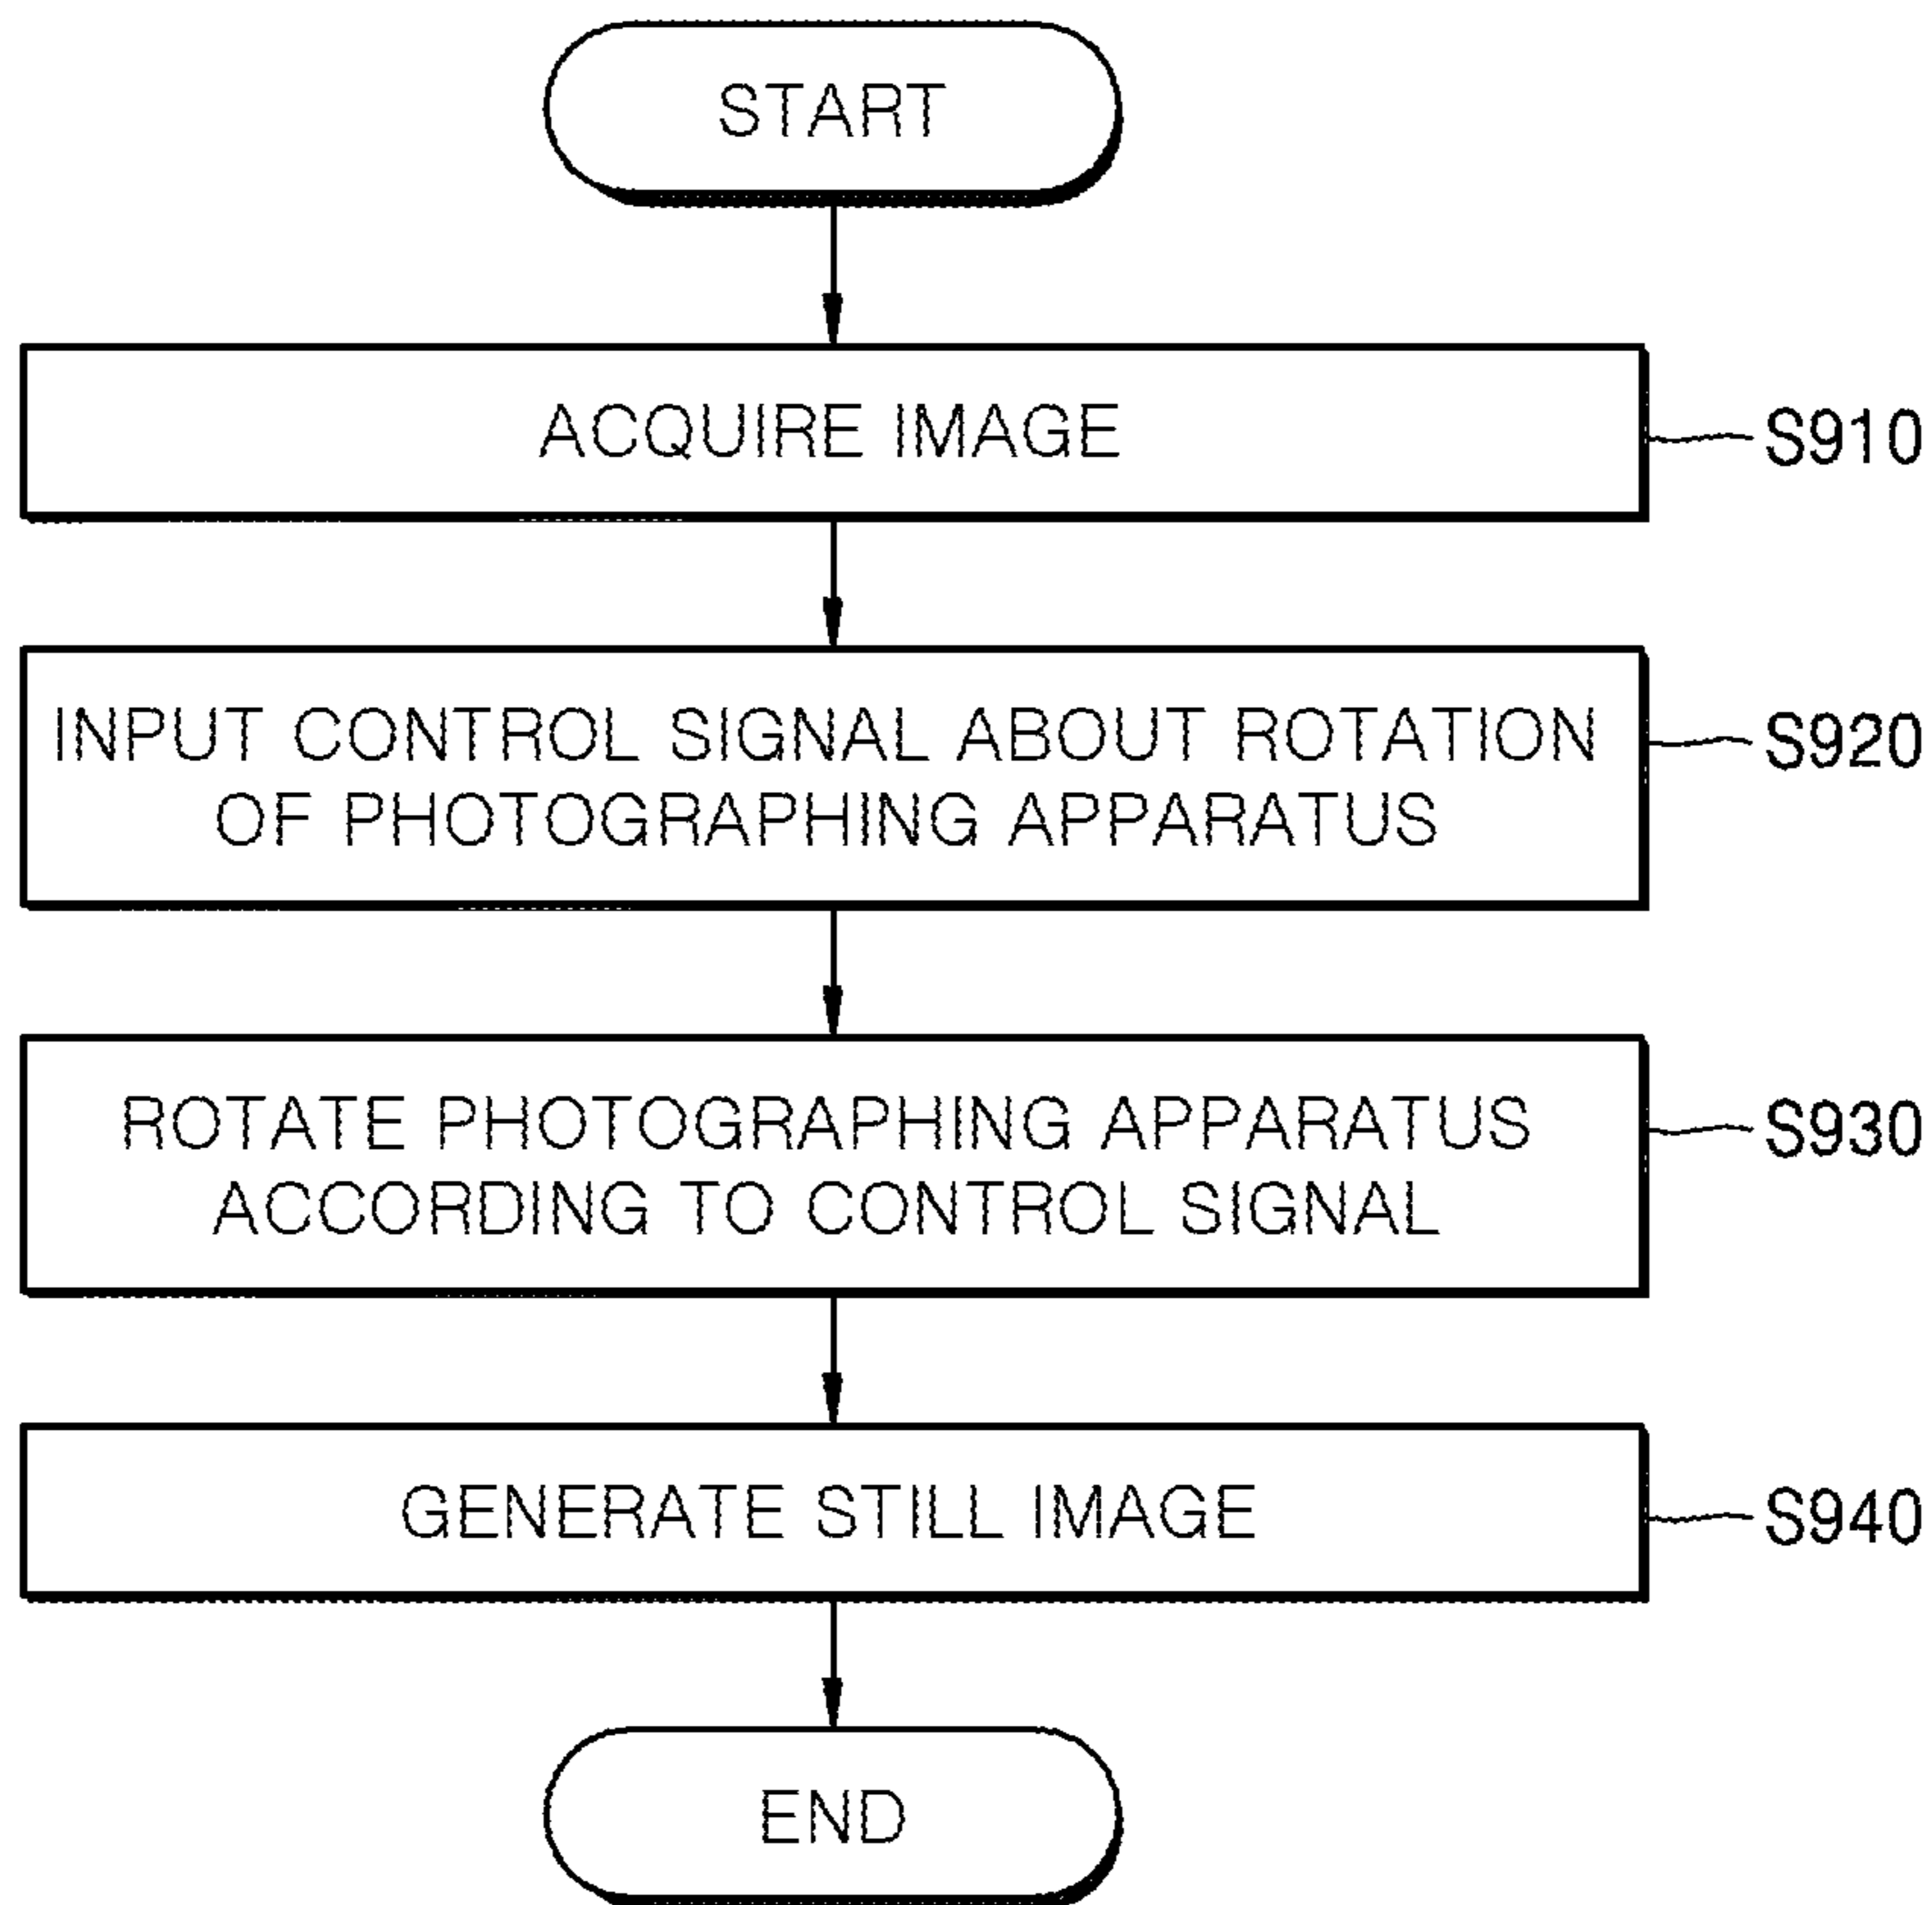 START
ACQUIRE IMAGE
S910
INPUT CONTROL SIGNAL ABOUT ROTATION
OF PHOTOGRAPHING APPARATUS
S920
ROTATE PHOTOGRAPHING APPARATUS
ACCORDING TO CONTROL SIGNAL
S930
GENERATE STILL IMAGE
S940
END